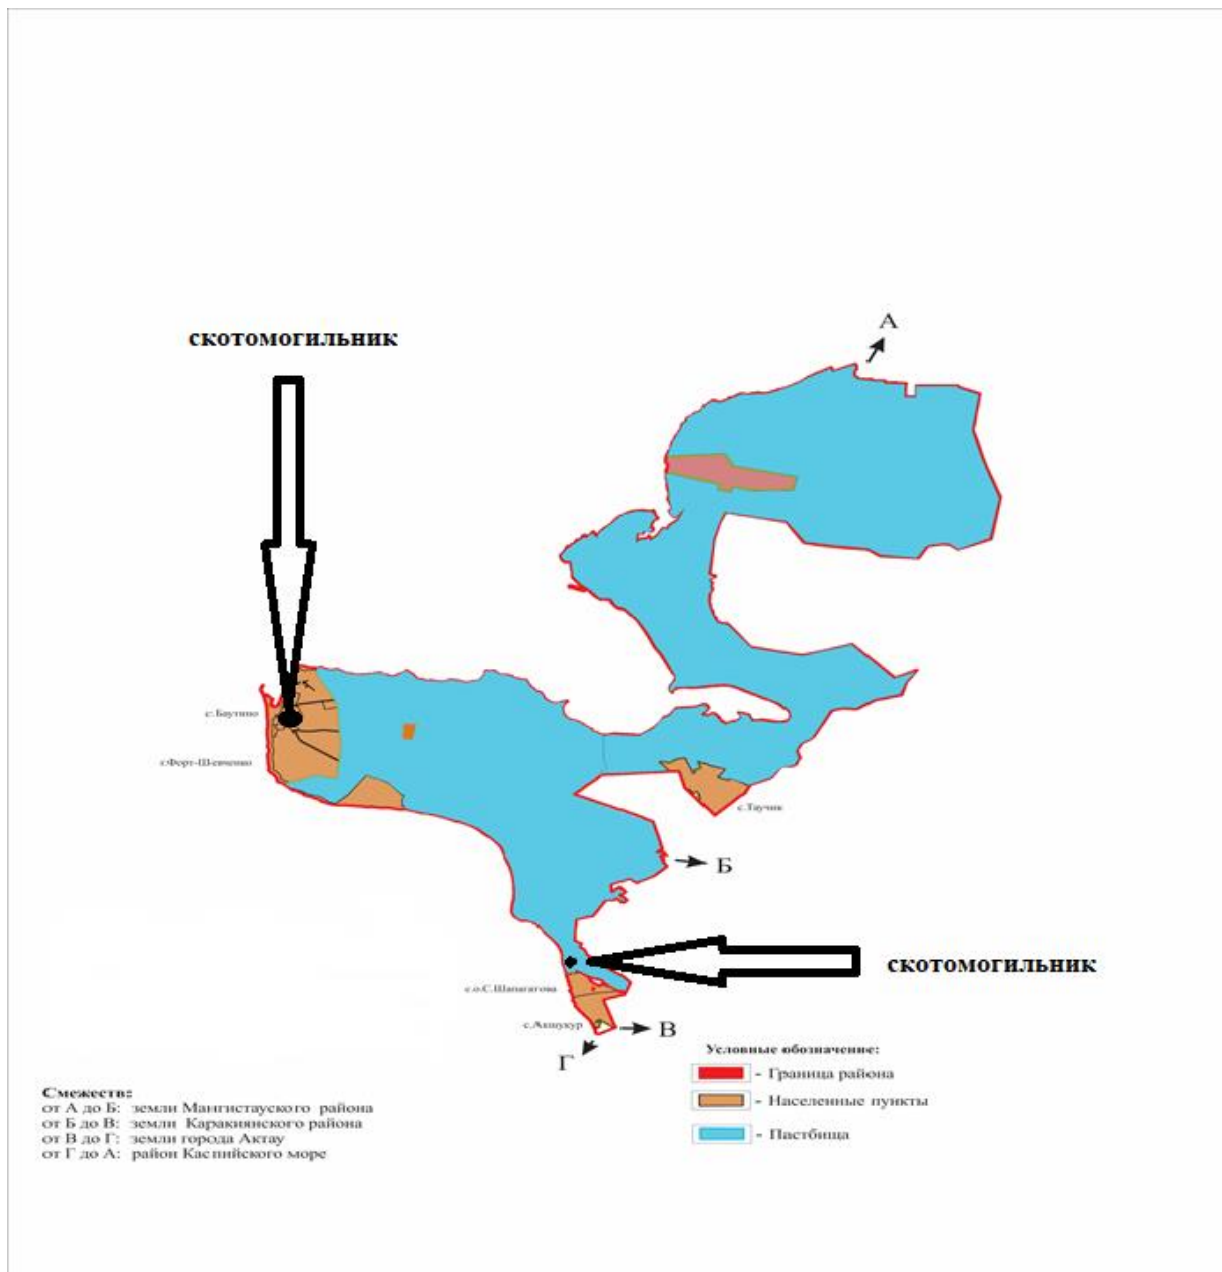 А
скотомогильник
с.Баутино
г.Форт-Шевченко
с.Таучик
Б
скотомогильник
с.о.С.Шапагатова
с.Акшукур
В
Г
Условные обозначение:
- Граница района
- Населенные пункты
- Пастбища
Смежеств:
от А до Б: земли Мангистауского района
от Б до В: земли Каракиянского района
от В до Г: земли города Актау
от Г до А: район Каспийского море